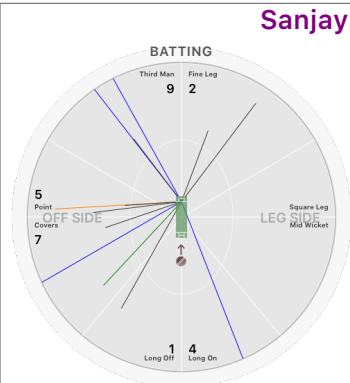 Sanjay
BATTING
Third Man Fine Leg
9 2
5
Point
OFF SIDE
Covers
7
Square Leg
LEG SIDE
Mid Wicket
1 4
Long Off Long On